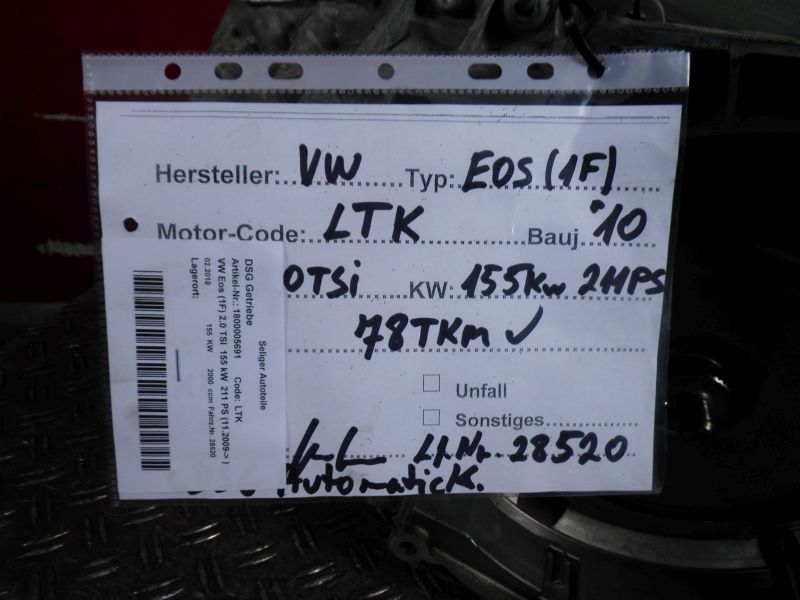 Hersteller: VW Typ: EOS (1F)
Motor-Code: LTK Bauj. '10
0TSi KW: 155Kw 211PS
78TKm ✓
Unfall
Sonstiges
Lf.Nr. 28520
Automatick.
Seliger Autoteile
DSG Getriebe
Artikel-Nr.: 1800005691 Code: LTK
VW Eos (1F) 2.0 TSI 155 kW 211 PS (11.2009-> )
02.2010 155 KW 2000 ccm Fahrz.Nr. 28520
Lagerort: